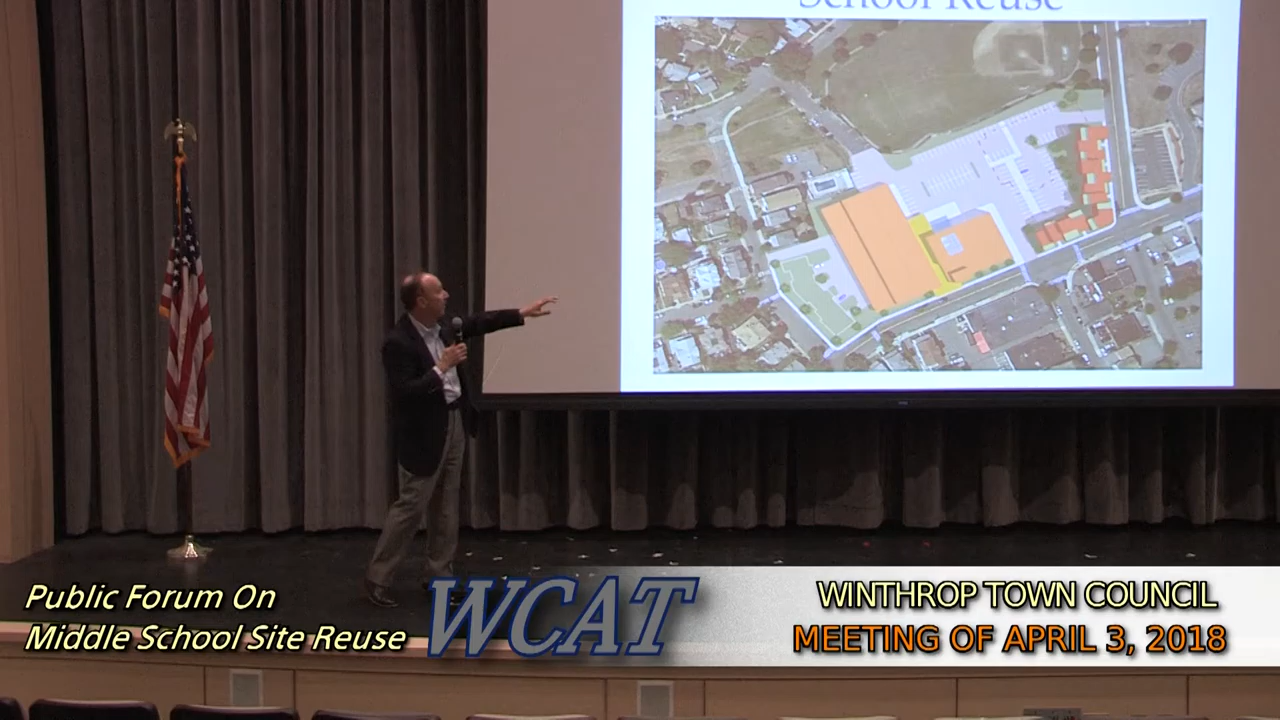 School Reuse
Public Forum On
Middle School Site Reuse
WCAT
WINTHROP TOWN COUNCIL
MEETING OF APRIL 3, 2018